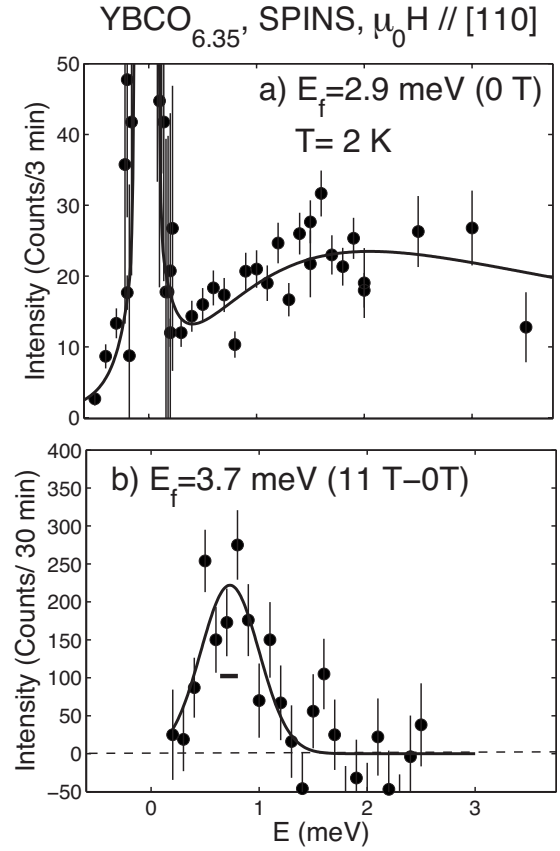 YBCO6.35, SPINS, μ0H // [110]
a) Ef=2.9 meV (0 T)
T= 2 K
Intensity (Counts/3 min)
50
40
30
20
10
0
b) Ef=3.7 meV (11 T−0T)
Intensity (Counts/ 30 min)
400
350
300
250
200
150
100
50
0
−50
0 1 2 3
E (meV)